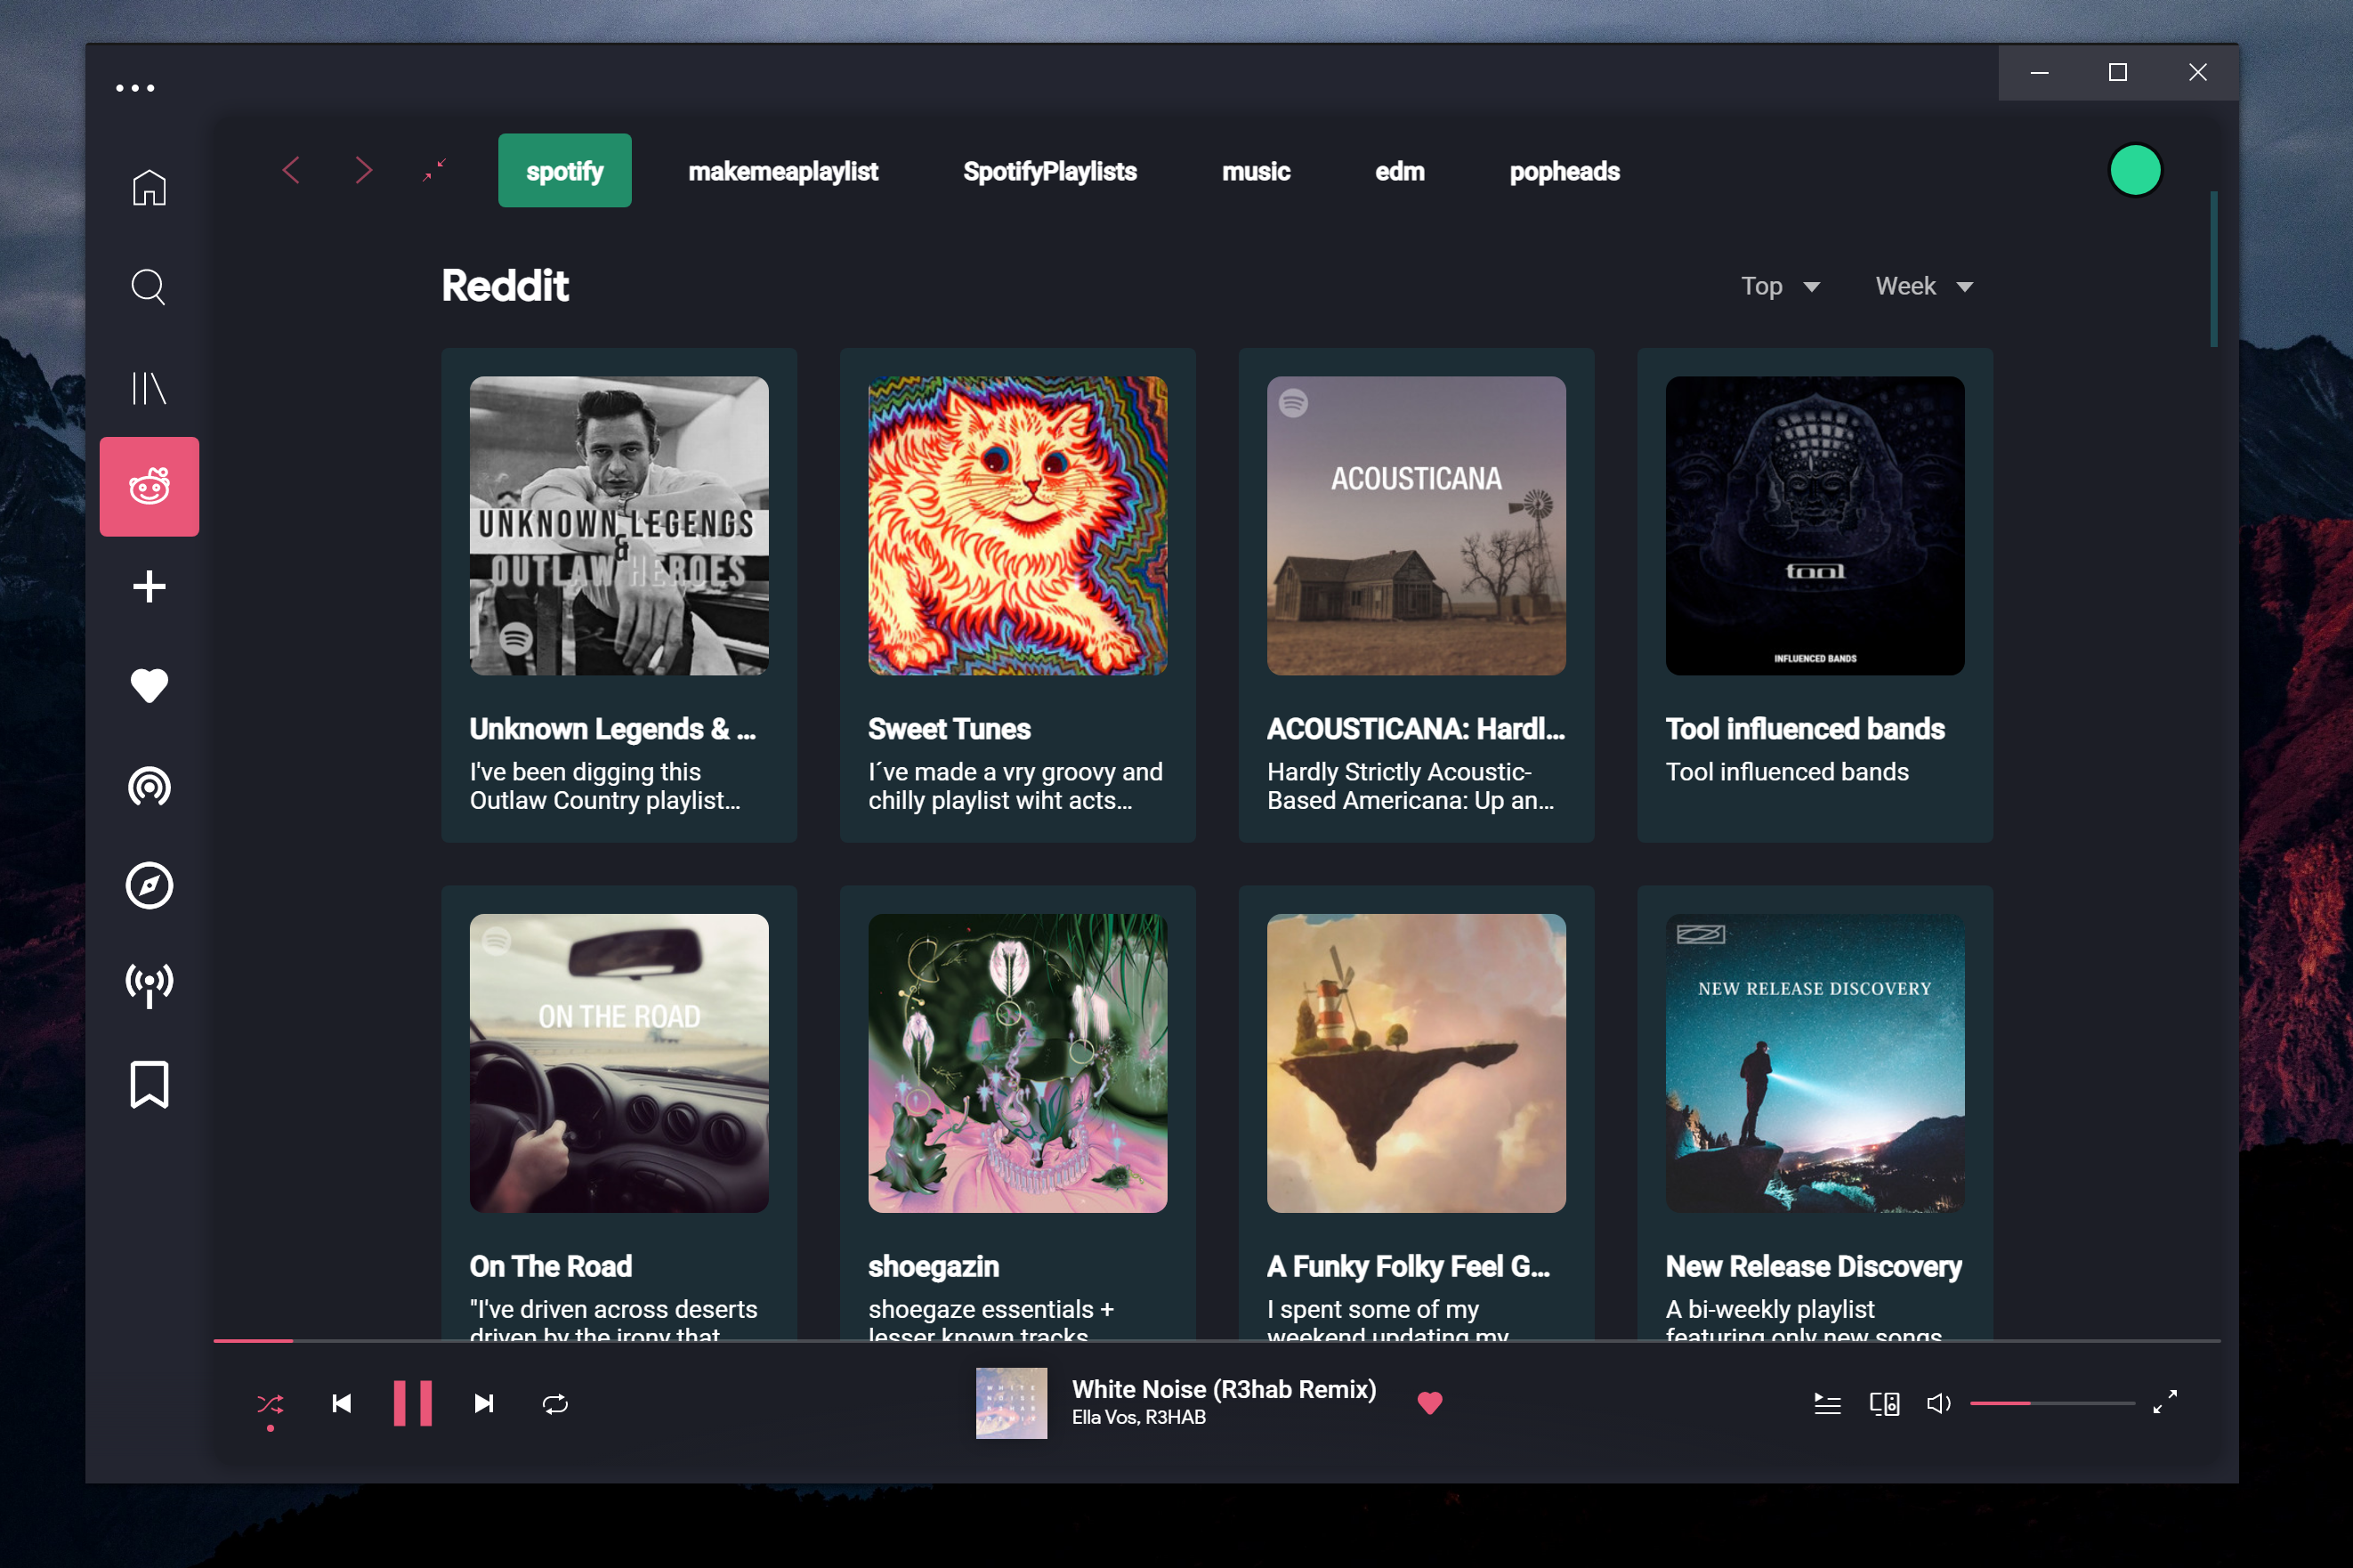 spotify makemeaplaylist SpotifyPlaylists music edm popheads
Reddit
Top Week
UNKNOWN LEGENGS
&
OUTLAW HEROES
ACOUSTICANA
TOOL
INFLUENCED BANDS
Unknown Legends & ...
I've been digging this
Outlaw Country playlist...
Sweet Tunes
I´ve made a vry groovy and
chilly playlist wiht acts...
ACOUSTICANA: Hardl...
Hardly Strictly Acoustic-
Based Americana: Up an...
Tool influenced bands
Tool influenced bands
ON THE ROAD
NEW RELEASE DISCOVERY
On The Road
"I've driven across deserts
driven by the irony that
shoegazin
shoegaze essentials +
lesser known tracks
A Funky Folky Feel G...
I spent some of my
weekend updating my
New Release Discovery
A bi-weekly playlist
featuring only new songs
White Noise (R3hab Remix)
Ella Vos, R3HAB